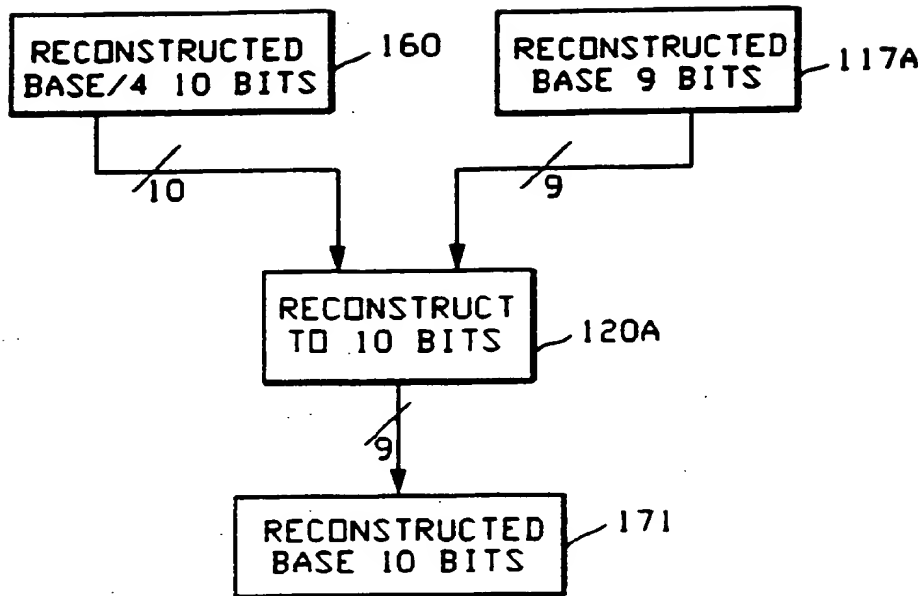 RECONSTRUCTED
BASE/4 10 BITS
160
RECONSTRUCTED
BASE 9 BITS
117A
10
9
RECONSTRUCT
TO 10 BITS
120A
9
RECONSTRUCTED
BASE 10 BITS
171